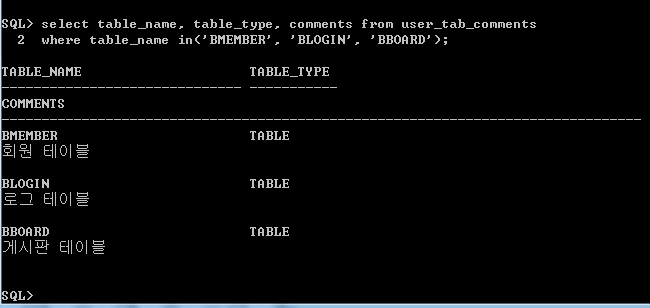 SQL> select table_name, table_type, comments from user_tab_comments
2 where table_name in('BMEMBER', 'BLOGIN', 'BBOARD');
TABLE_NAME TABLE_TYPE
------------------------------ -----------
COMMENTS
--------------------------------------------------------------------------------
BMEMBER TABLE
회원 테이블
BLOGIN TABLE
로그 테이블
BBOARD TABLE
게시판 테이블
SQL>